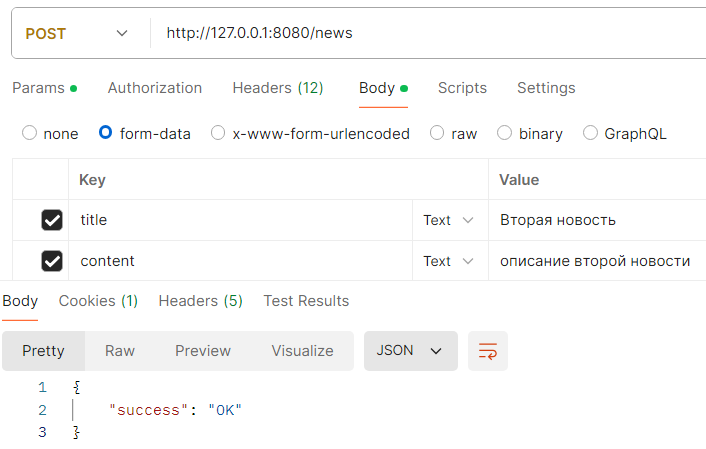 POST http://127.0.0.1:8080/news
Params Authorization Headers (12) Body Scripts Settings
none form-data x-www-form-urlencoded raw binary GraphQL
Key Value
title Text Вторая новость
content Text описание второй новости
Body Cookies (1) Headers (5) Test Results
Pretty Raw Preview Visualize JSON
1 {
2 "success": "OK"
3 }